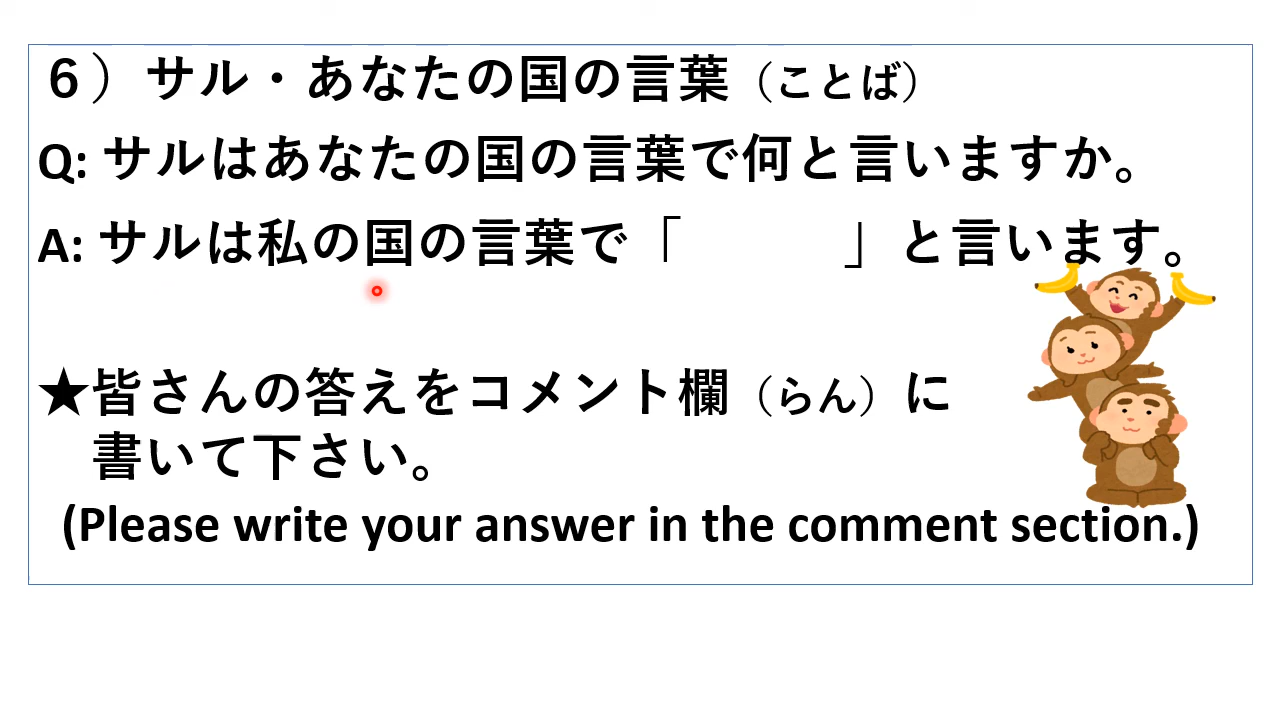 ６）サル・あなたの国の言葉（ことば）
Q: サルはあなたの国の言葉で何と言いますか。
A: サルは私の国の言葉で「　　　」と言います。
★皆さんの答えをコメント欄（らん）に
書いて下さい。
(Please write your answer in the comment section.)